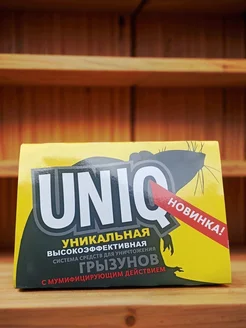 UNIQ
НОВИНКА!
УНИКАЛЬНАЯ
ВЫСОКОЭФФЕКТИВНАЯ
СИСТЕМА СРЕДСТВ ДЛЯ УНИЧТОЖЕНИЯ
ГРЫЗУНОВ
С МУМИФИЦИРУЮЩИМ ДЕЙСТВИЕМ